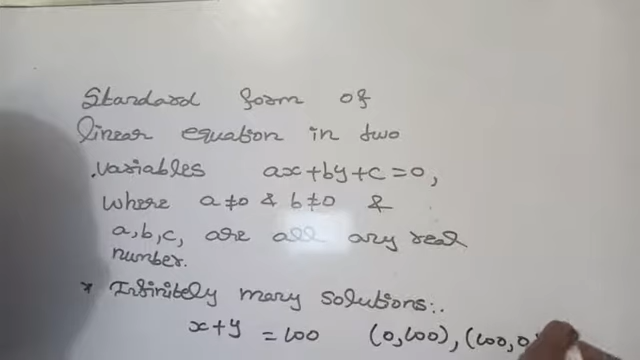 Standard form of
linear equation in two
variables ax+by+c=0,
where a≠0 & b≠0 &
a,b,c, are all any real
number.
* Infinitely many solutions:.
x+y = 100 (0,100), (100,0)